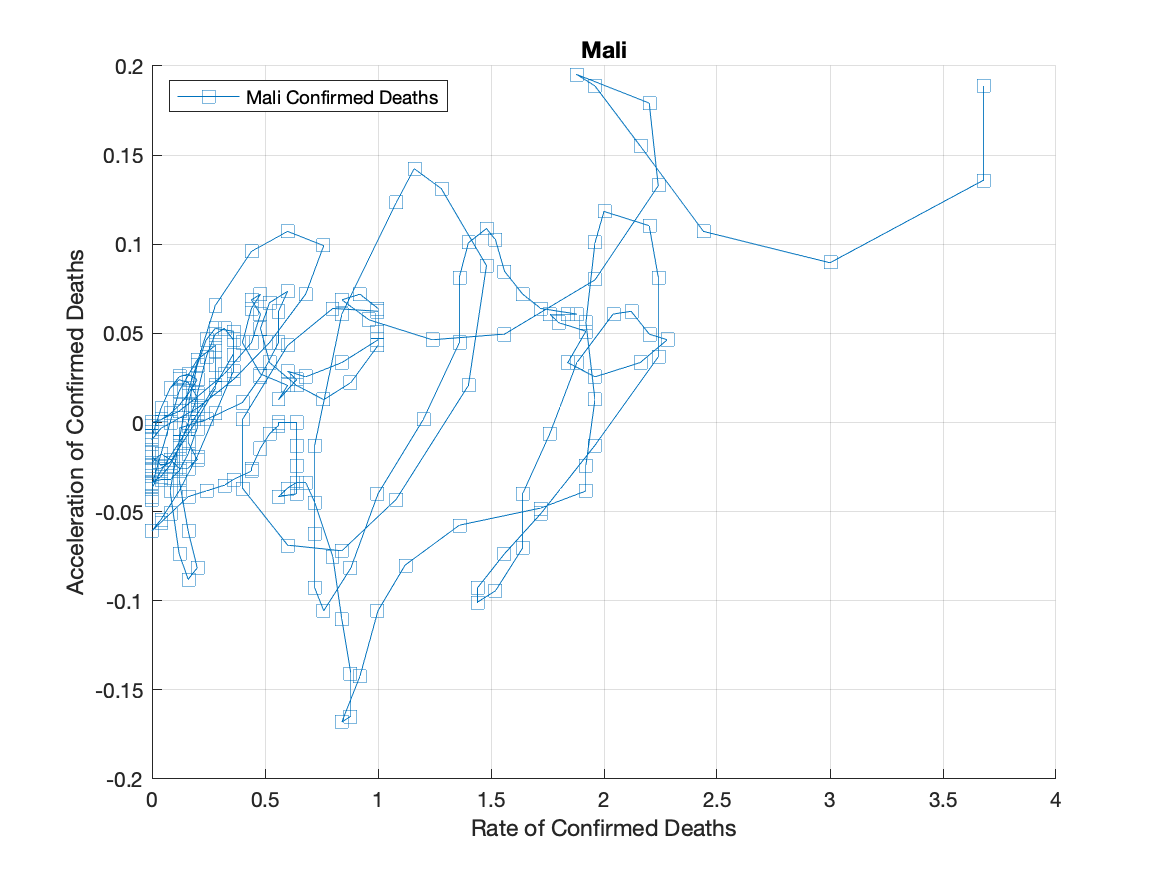 Mali
Mali Confirmed Deaths
0.2
0.15
0.1
0.05
0
-0.05
-0.1
-0.15
-0.2
Acceleration of Confirmed Deaths
0 0.5 1 1.5 2 2.5 3 3.5 4
Rate of Confirmed Deaths